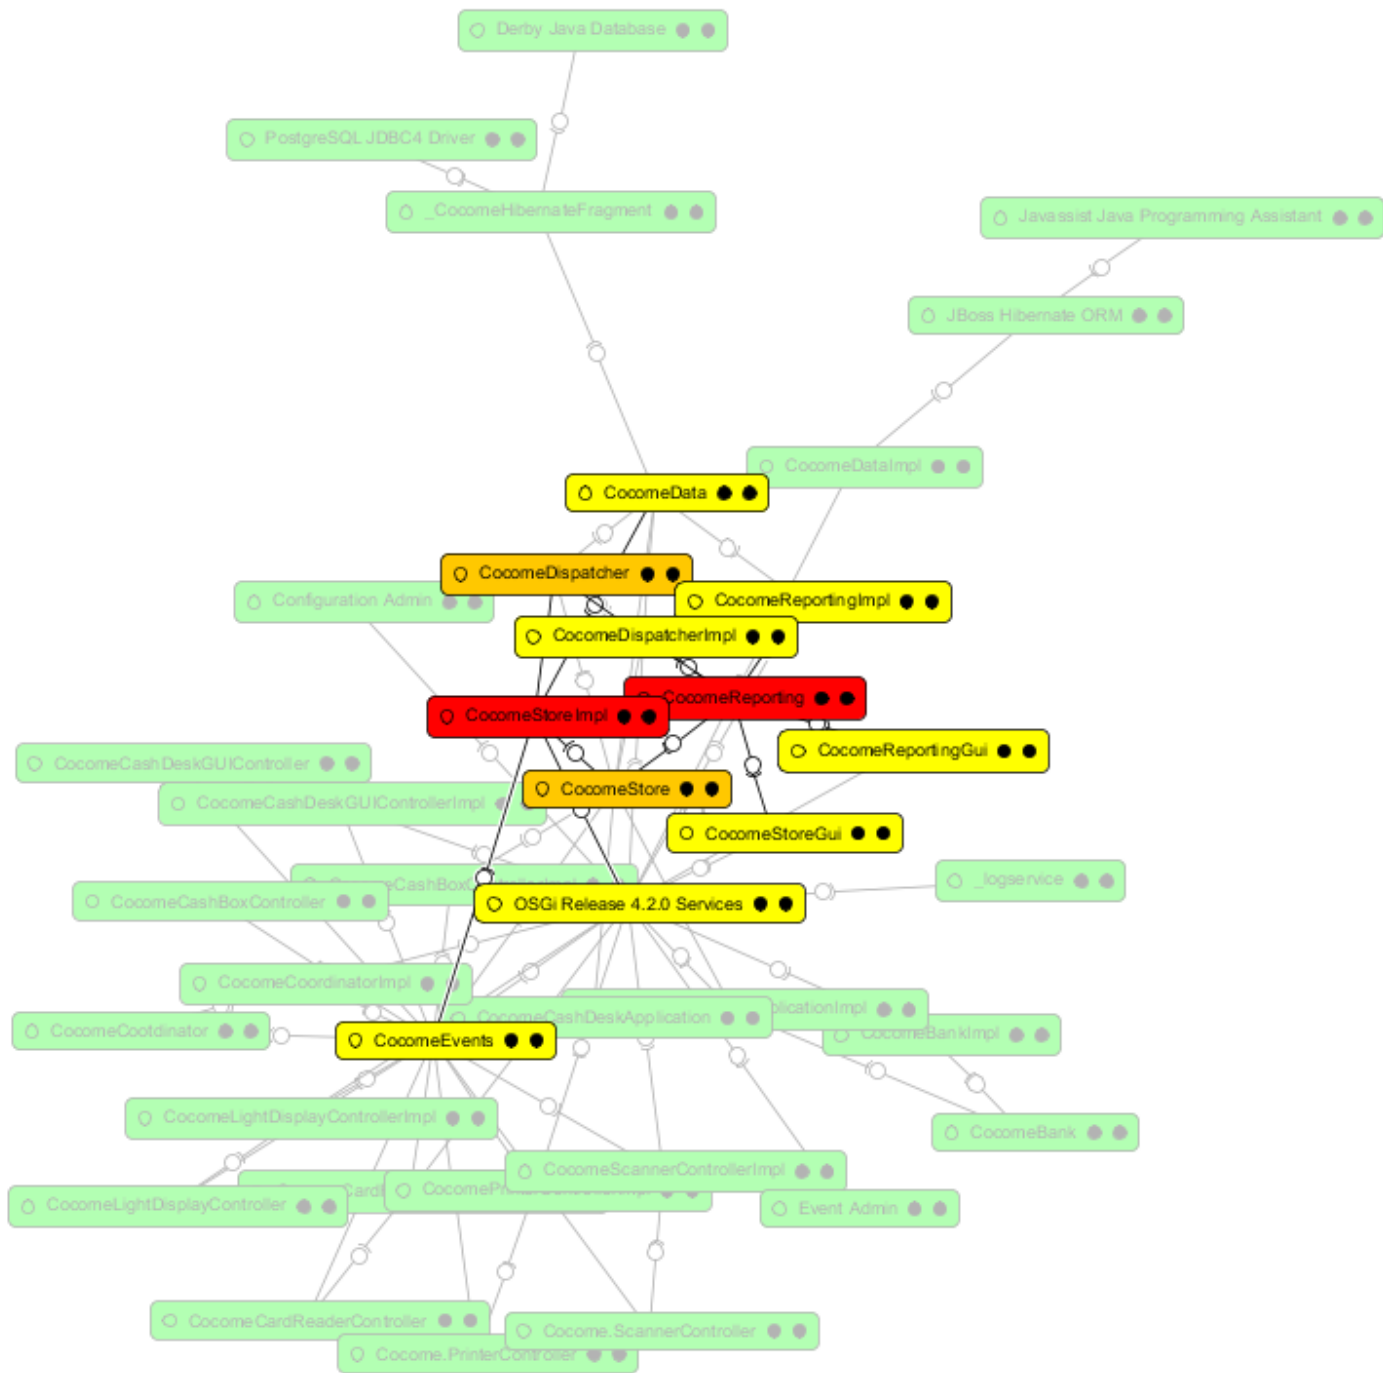 Derby Java Database
PostgreSQL JDBC4 Driver
_CocomeHibernateFragment
Javassist Java Programming Assistant
JBoss Hibernate ORM
CocomeDataImpl
CocomeData
CocomeDispatcher
Configuration Admin
CocomeReportingImpl
CocomeDispatcherImpl
CocomeReporting
CocomeStoreImpl
CocomeReportingGui
CocomeCashDeskGUIController
CocomeStore
CocomeCashDeskGUIControllerImpl
CocomeStoreGui
_logservice
CocomeCashBoxController
OSGi Release 4.2.0 Services
CocomeCoordinatorImpl
CocomeCashDeskApplication
CocomeCootdinator
CocomeBankImpl
CocomeEvents
CocomeLightDisplayControllerImpl
CocomeBank
CocomeScannerControllerImpl
CocomeLightDisplayController
Event Admin
CocomeCardReaderController
Cocome.ScannerController
Cocome.PrinterController